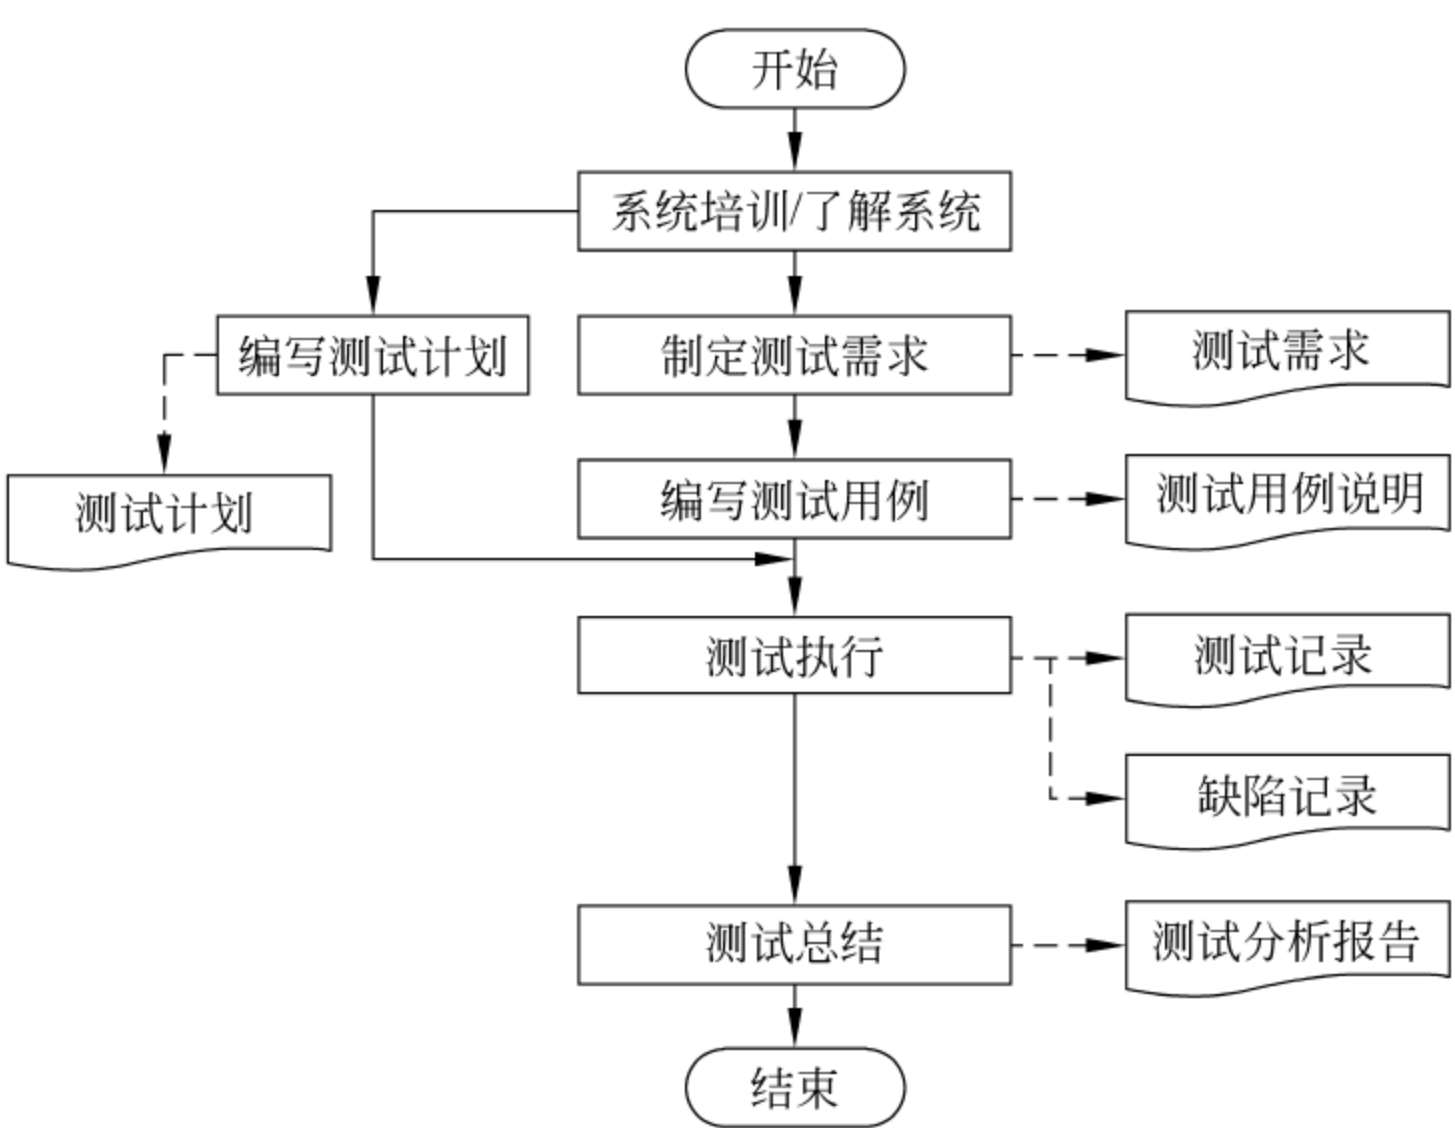 开始
系统培训/了解系统
编写测试计划
制定测试需求
测试需求
测试计划
编写测试用例
测试用例说明
测试执行
测试记录
缺陷记录
测试总结
测试分析报告
结束